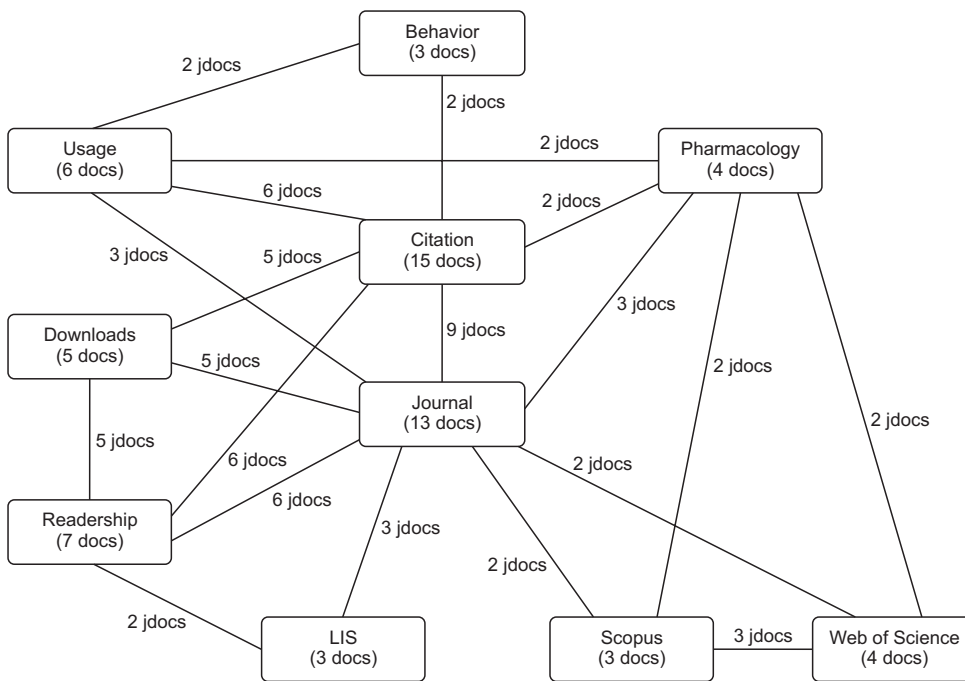 Behavior
(3 docs)
2 jdocs
2 jdocs
Usage
(6 docs)
2 jdocs
Pharmacology
(4 docs)
6 jdocs
2 jdocs
Citation
(15 docs)
3 jdocs
5 jdocs
3 jdocs
Downloads
(5 docs)
9 jdocs
5 jdocs
2 jdocs
Journal
(13 docs)
2 jdocs
5 jdocs
6 jdocs
2 jdocs
6 jdocs
Readership
(7 docs)
3 jdocs
2 jdocs
2 jdocs
LIS
(3 docs)
Scopus
(3 docs)
3 jdocs
Web of Science
(4 docs)